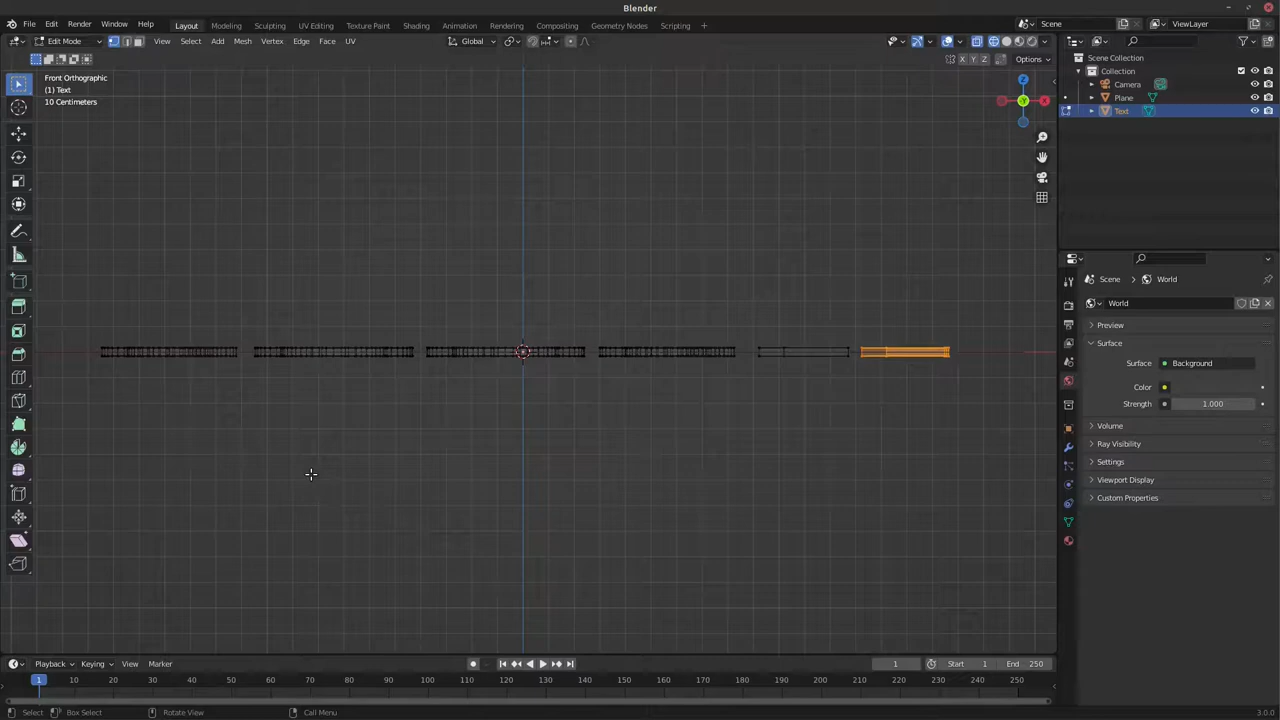 Blender
File Edit Render Window Help Layout Modeling Sculpting UV Editing Texture Paint Shading Animation Rendering Compositing Geometry Nodes Scripting + Scene ViewLayer
Edit Mode View Select Add Mesh Vertex Edge Face UV Global
X Y Z Options
Front Orthographic
(1) Text
10 Centimeters
Z
Y
X
Scene Collection
Collection
Camera
Plane
Text
Scene > World
World
Preview
Surface
Surface Background
Color
Strength 1.000
Volume
Ray Visibility
Settings
Viewport Display
Custom Properties
Playback Keying View Marker 1 Start 1 End 250
1 10 20 30 40 50 60 70 80 90 100 110 120 130 140 150 160 170 180 190 200 210 220 230 240 250
Select Box Select Rotate View Call Menu 3.0.0